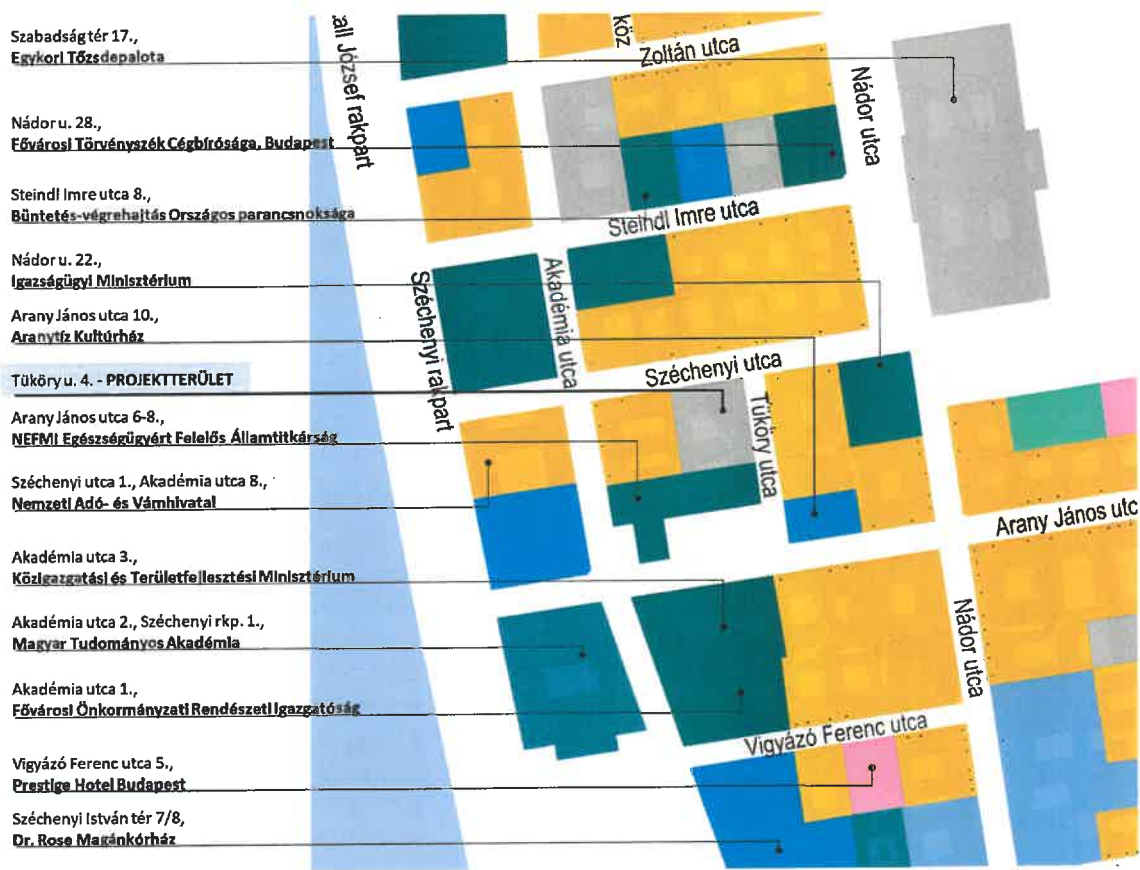 Szabadság tér 17.,
Egykori Tőzsdepalota
Nádor u. 28.,
Fővárosi Törvényszék Cégbírósága, Budapest
Steindl Imre utca 8.,
Büntetés-végrehajtás Országos parancsnoksága
Nádor u. 22.,
Igazságügyi Minisztérium
Arany János utca 10.,
Aranytíz Kultúrház
Tüköry u. 4. - PROJEKTTERÜLET
Arany János utca 6-8.,
NEFMI Egészségügyért Felelős Államtitkárság
Széchenyi utca 1., Akadémia utca 8.,
Nemzeti Adó- és Vámhivatal
Akadémia utca 3.,
Közigazgatási és Területfejlesztési Minisztérium
Akadémia utca 2., Széchenyi rkp. 1.,
Magyar Tudományos Akadémia
Akadémia utca 1.,
Fővárosi Önkormányzati Rendészeti Igazgatóság
Vigyázó Ferenc utca 5.,
Prestige Hotel Budapest
Széchenyi István tér 7/8,
Dr. Rose Magánkórház
all József rakpart
köz
Zoltán utca
Nádor utca
Steindl Imre utca
Széchenyi rakpart
Akadémia utca
Széchenyi utca
Tüköry utca
Arany János utc
Nádor utca
Vigyázó Ferenc utca